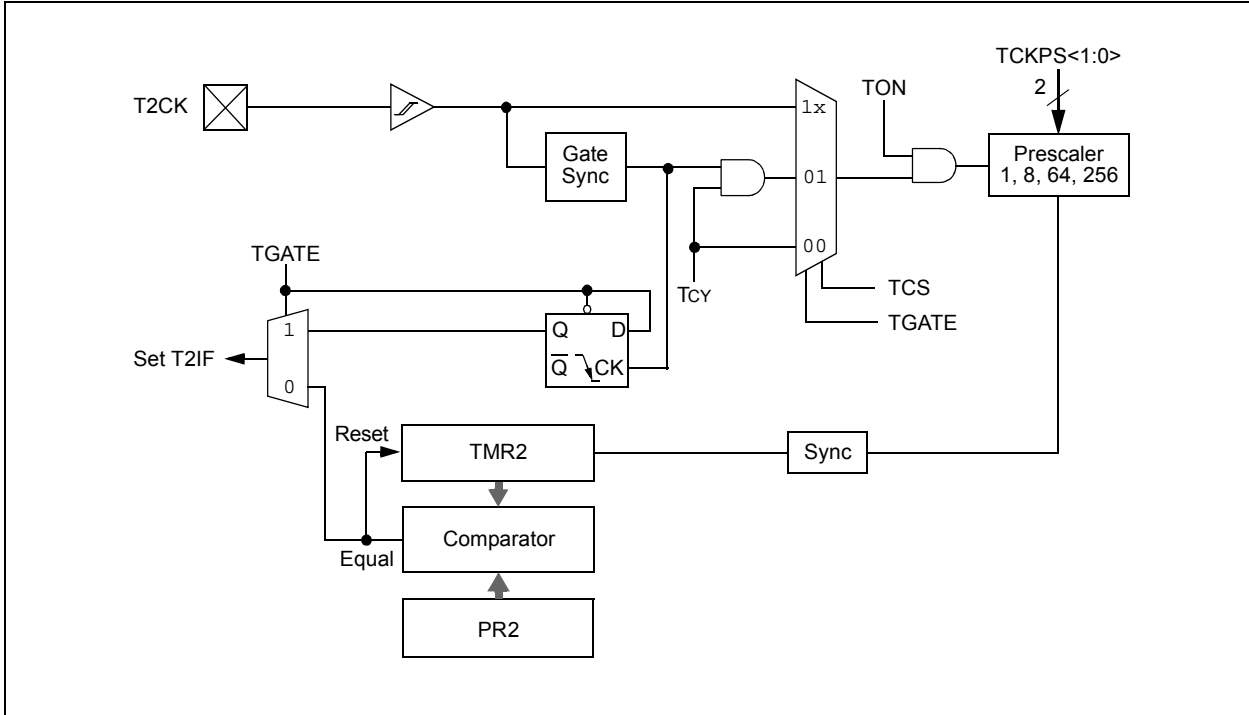 TCKPS<1:0>
2
TON
T2CK
1x
Gate
Sync
Prescaler
1, 8, 64, 256
01
00
TGATE
TCY
TCS
TGATE
1
Q D
Set T2IF
Q̅ CK
0
Reset
TMR2
Sync
Comparator
Equal
PR2